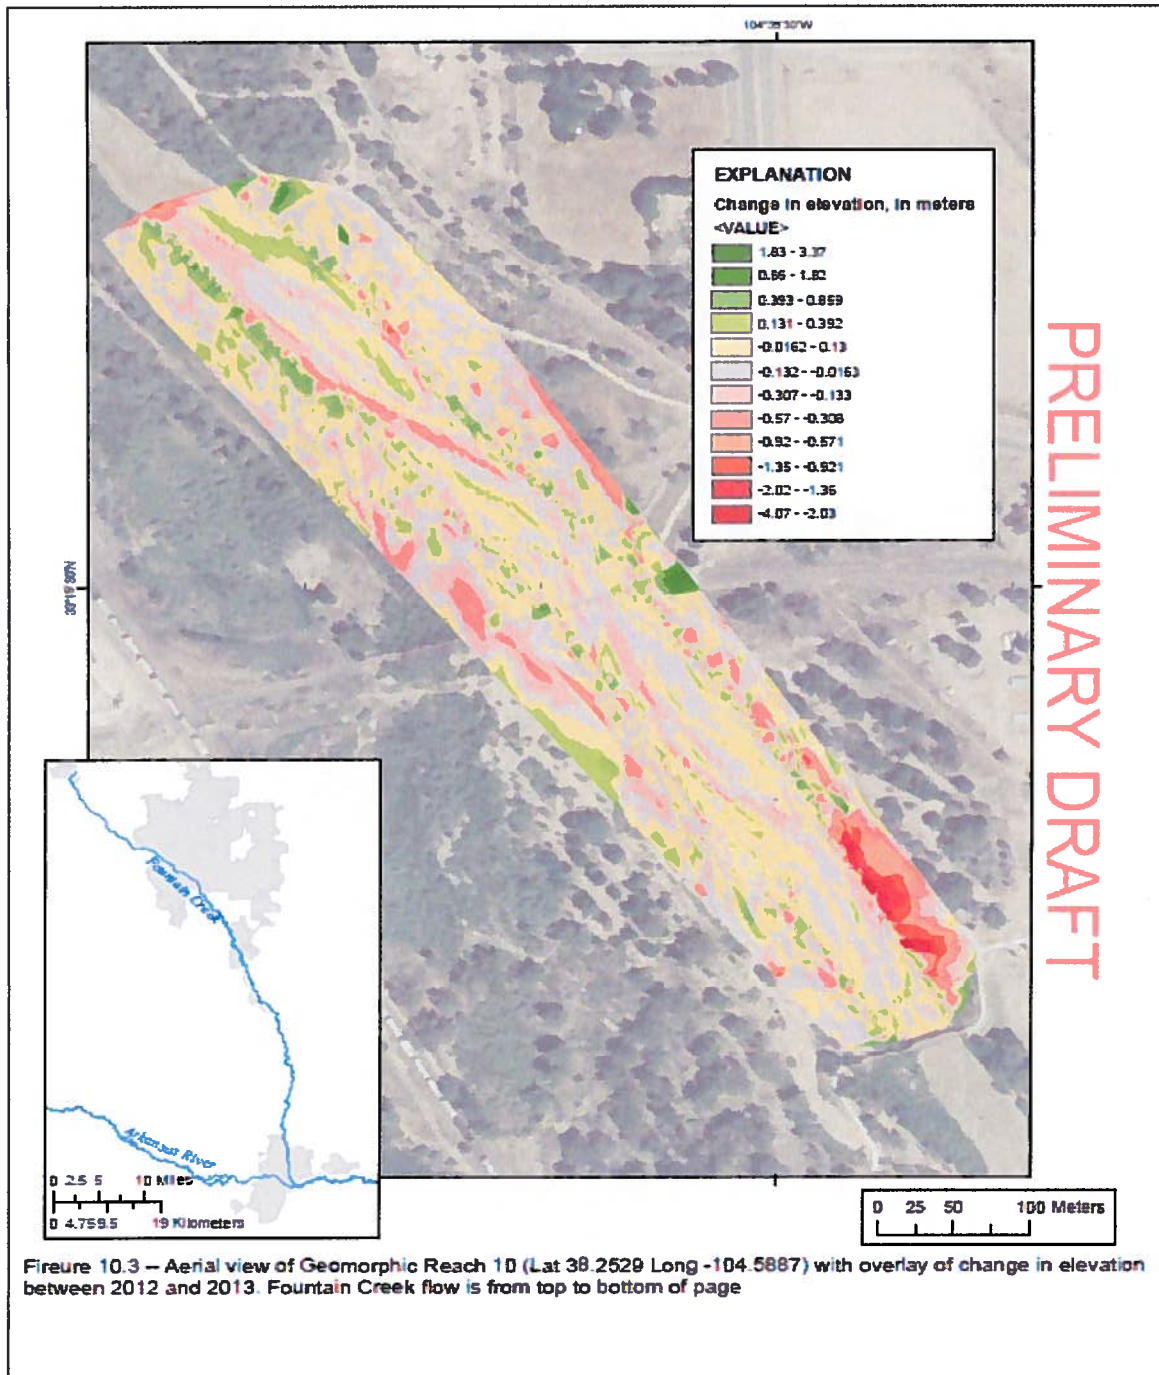 104°35'30"W
EXPLANATION
Change in elevation, in meters
<VALUE>
1.83 - 3.37
0.86 - 1.82
0.393 - 0.859
0.131 - 0.392
-0.0162 - 0.13
-0.132 - -0.0163
-0.307 - -0.133
-0.57 - -0.308
-0.92 - -0.571
-1.35 - -0.921
-2.02 - -1.36
-4.07 - -2.03
PRELIMINARY DRAFT
Fountain Creek
Arkansas River
0 2.5 5 10 Miles
0 4.759.5 19 Kilometers
0 25 50 100 Meters
Fireure 10.3 – Aerial view of Geomorphic Reach 10 (Lat 38.2529 Long -104.5887) with overlay of change in elevation
between 2012 and 2013. Fountain Creek flow is from top to bottom of page